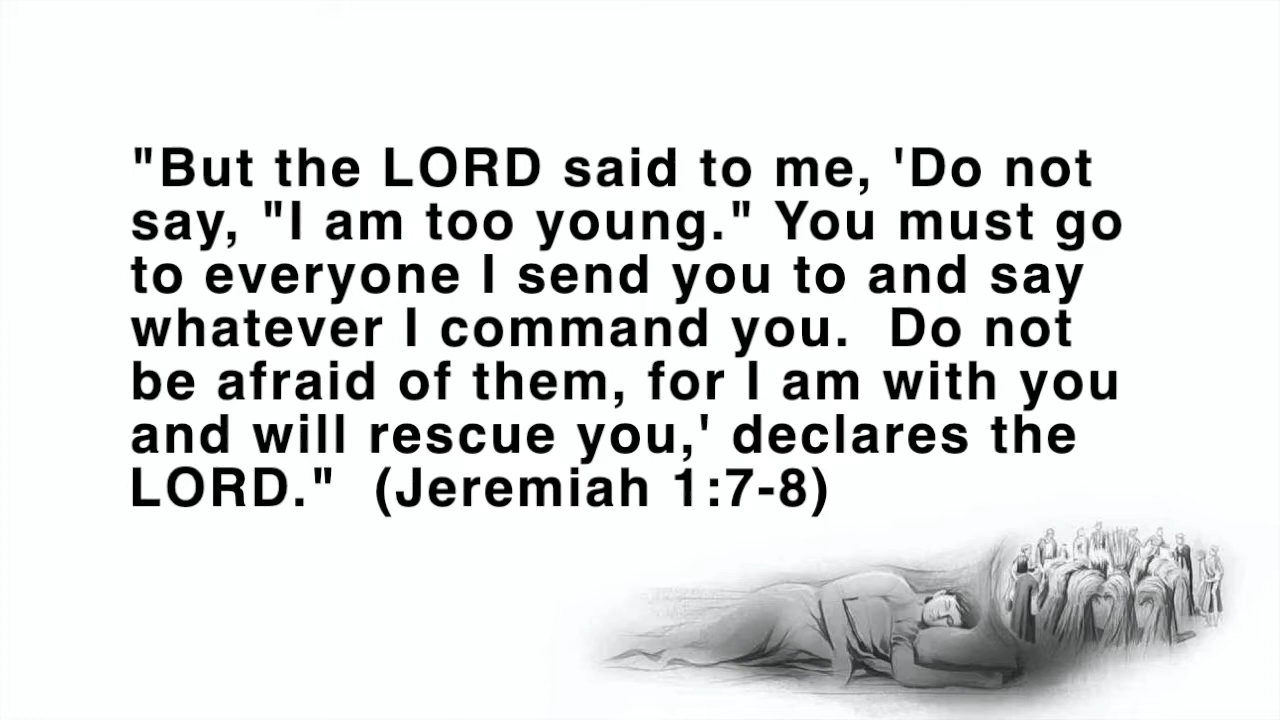 "But the LORD said to me, 'Do not
say, "I am too young." You must go
to everyone I send you to and say
whatever I command you.  Do not
be afraid of them, for I am with you
and will rescue you,' declares the
LORD."  (Jeremiah 1:7-8)